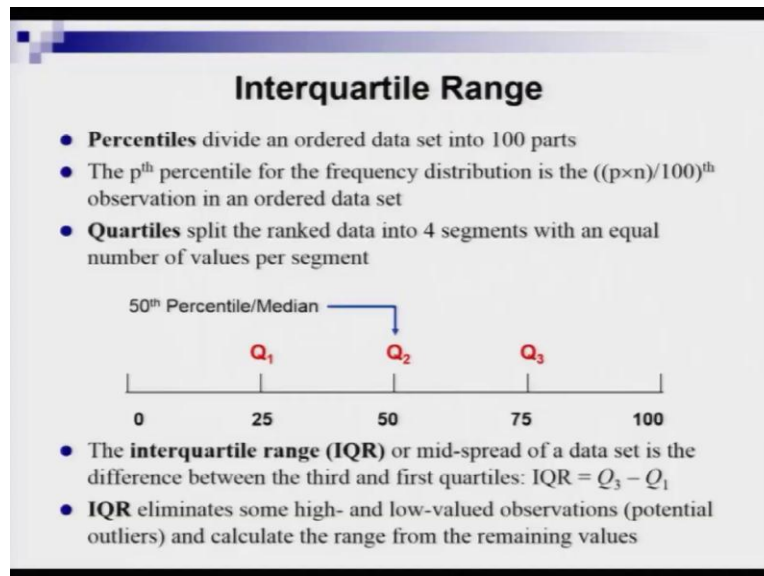 Interquartile Range
Percentiles divide an ordered data set into 100 parts
The pth percentile for the frequency distribution is the ((p×n)/100)th
observation in an ordered data set
Quartiles split the ranked data into 4 segments with an equal
number of values per segment
50th Percentile/Median
Q1 Q2 Q3
0 25 50 75 100
The interquartile range (IQR) or mid-spread of a data set is the
difference between the third and first quartiles: IQR = Q3 – Q1
IQR eliminates some high- and low-valued observations (potential
outliers) and calculate the range from the remaining values